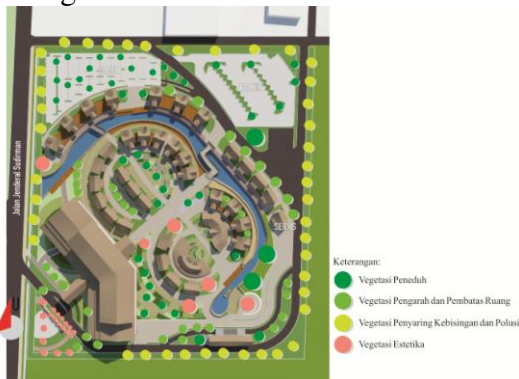 Jalan Jenderal Sudirman
Keterangan:
Vegetasi Peneduh
Vegetasi Pengarah dan Pembatas Ruang
Vegetasi Penyaring Kebisingan dan Polusi
Vegetasi Estetika